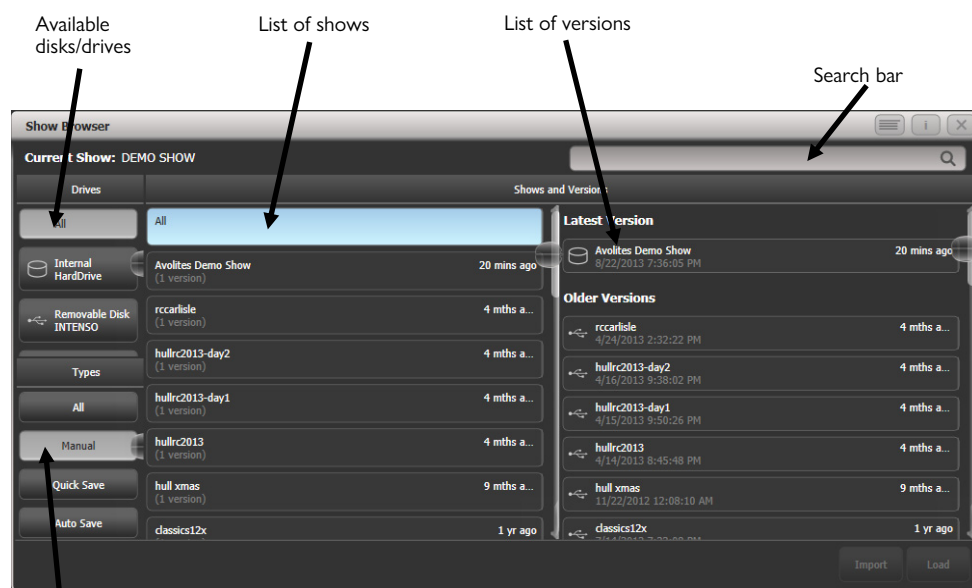 Available
disks/drives
List of shows
List of versions
Search bar
Show Browser
i
Current Show: DEMO SHOW
Drives
Shows and Versions
All
Internal
HardDrive
Removable Disk
INTENSO
Types
All
Manual
Quick Save
Auto Save
All
Avolites Demo Show
20 mins ago
(1 version)
rccarlisle
4 mths a...
(1 version)
hullrc2013-day2
4 mths a...
(1 version)
hullrc2013-day1
4 mths a...
(1 version)
hullrc2013
4 mths a...
(1 version)
hull xmas
9 mths a...
(1 version)
classics12x
1 yr ago
Latest Version
Avolites Demo Show
20 mins ago
8/22/2013 7:36:05 PM
Older Versions
rccarlisle
4 mths a...
4/24/2013 2:32:22 PM
hullrc2013-day2
4 mths a...
4/16/2013 9:38:02 PM
hullrc2013-day1
4 mths a...
4/15/2013 9:50:26 PM
hullrc2013
4 mths a...
4/14/2013 8:45:48 PM
hull xmas
9 mths a...
11/22/2012 12:08:10 AM
classics12x
1 yr ago
Import
Load